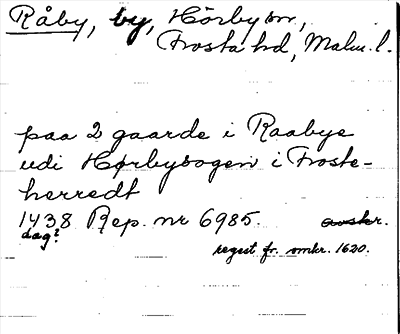 Råby, by, Hörby sn,
Frosta hd, Malm. l.
paa 2 gaarde i Raabye
udi Hørbysogen i Froste-
herredt
1438 Rep. nr 6985. avskr.
dag?
regest fr. omkr. 1620.